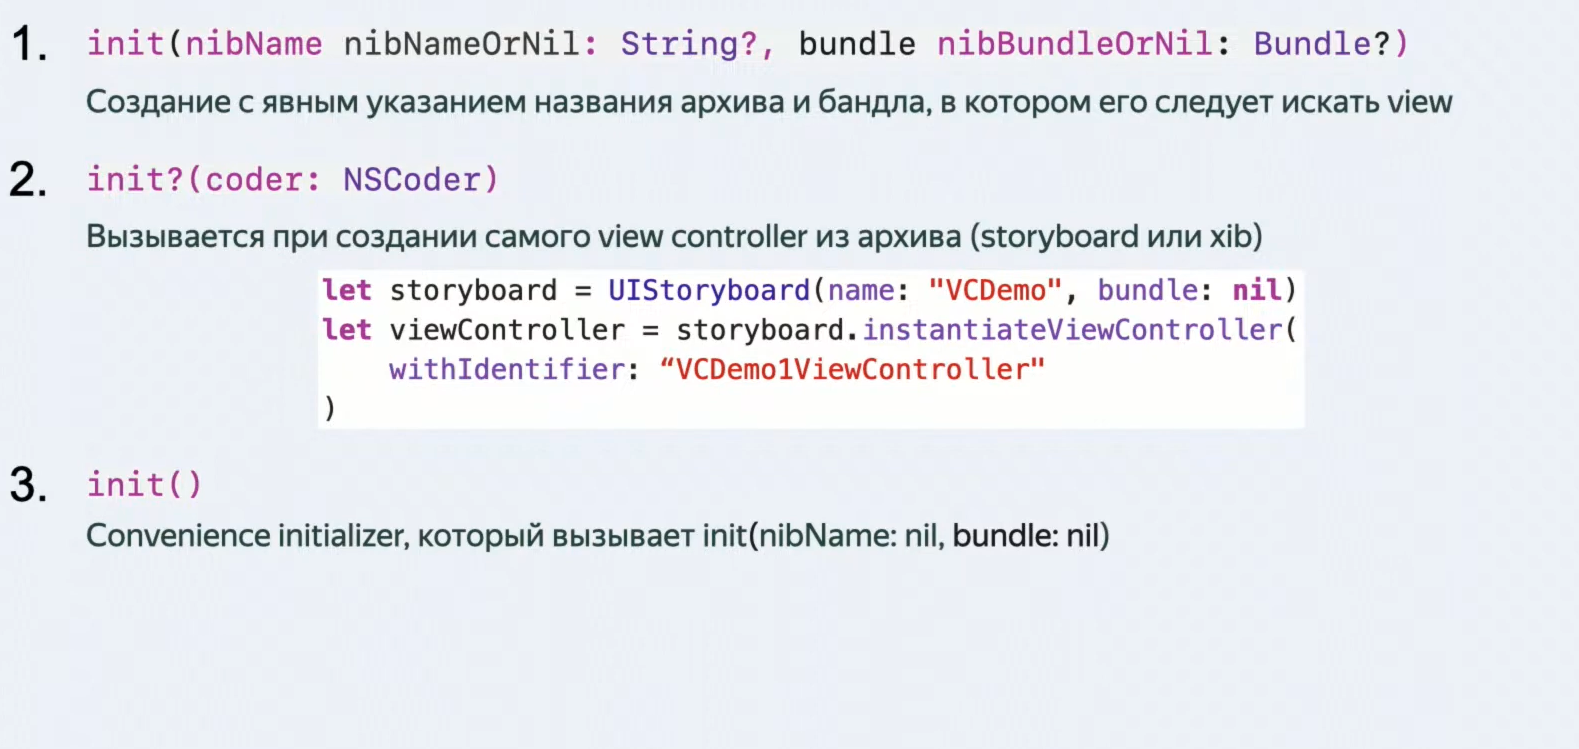 1. init(nibName nibNameOrNil: String?, bundle nibBundleOrNil: Bundle?)
Создание с явным указанием названия архива и бандла, в котором его следует искать view
2. init?(coder: NSCoder)
Вызывается при создании самого view controller из архива (storyboard или xib)
let storyboard = UIStoryboard(name: "VCDemo", bundle: nil)
let viewController = storyboard.instantiateViewController(
withIdentifier: “VCDemo1ViewController"
)
3. init()
Convenience initializer, который вызывает init(nibName: nil, bundle: nil)